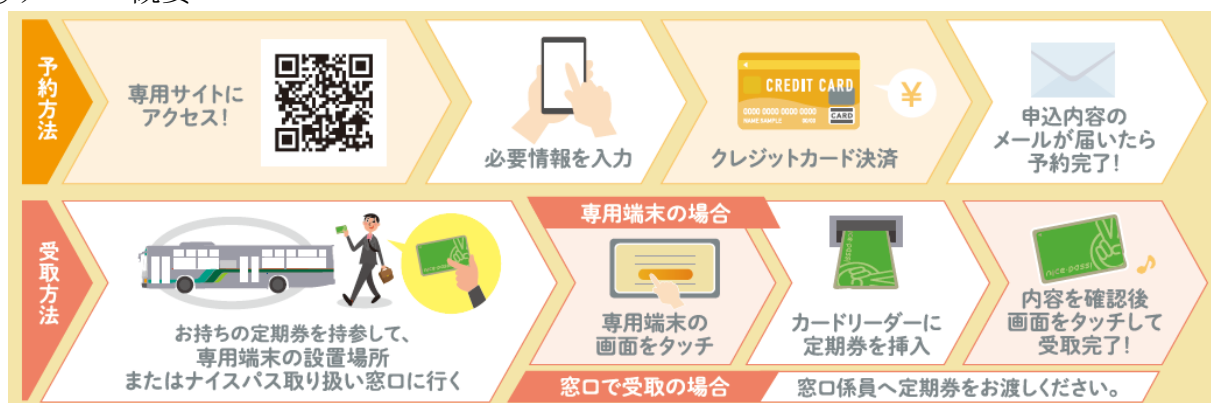 概要
予約方法
専用サイトに
アクセス!
必要情報を入力
CREDIT CARD
0000 0000 0000 0000
NAME SAMPLE 00/00
CARD
¥
クレジットカード決済
申込内容の
メールが届いたら
予約完了!
受取方法
お持ちの定期券を持参して、
専用端末の設置場所
またはナイスパス取り扱い窓口に行く
専用端末の場合
専用端末の
画面をタッチ
カードリーダーに
定期券を挿入
nice・pass
内容を確認後
画面をタッチして
受取完了!
窓口で受取の場合
窓口係員へ定期券をお渡しください。